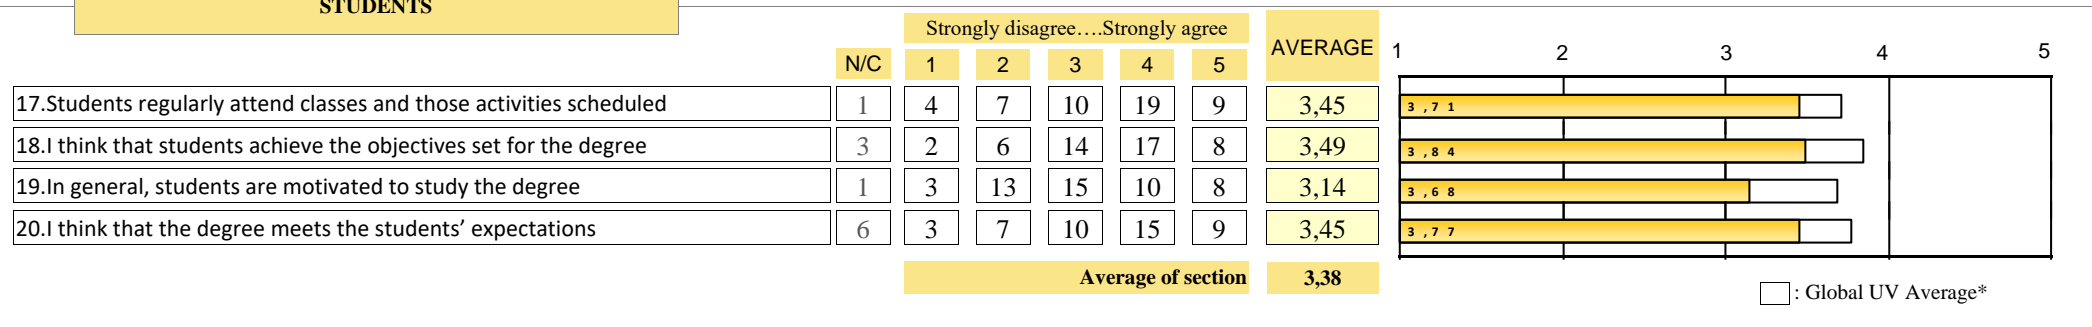 STUDENTS
Strongly disagree….Strongly agree
N/C 1 2 3 4 5 AVERAGE 1 2 3 4 5
17.Students regularly attend classes and those activities scheduled 1 4 7 10 19 9 3,45 3,71
18.I think that students achieve the objectives set for the degree 3 2 6 14 17 8 3,49 3,84
19.In general, students are motivated to study the degree 1 3 13 15 10 8 3,14 3,68
20.I think that the degree meets the students’ expectations 6 3 7 10 15 9 3,45 3,77
Average of section 3,38
: Global UV Average*